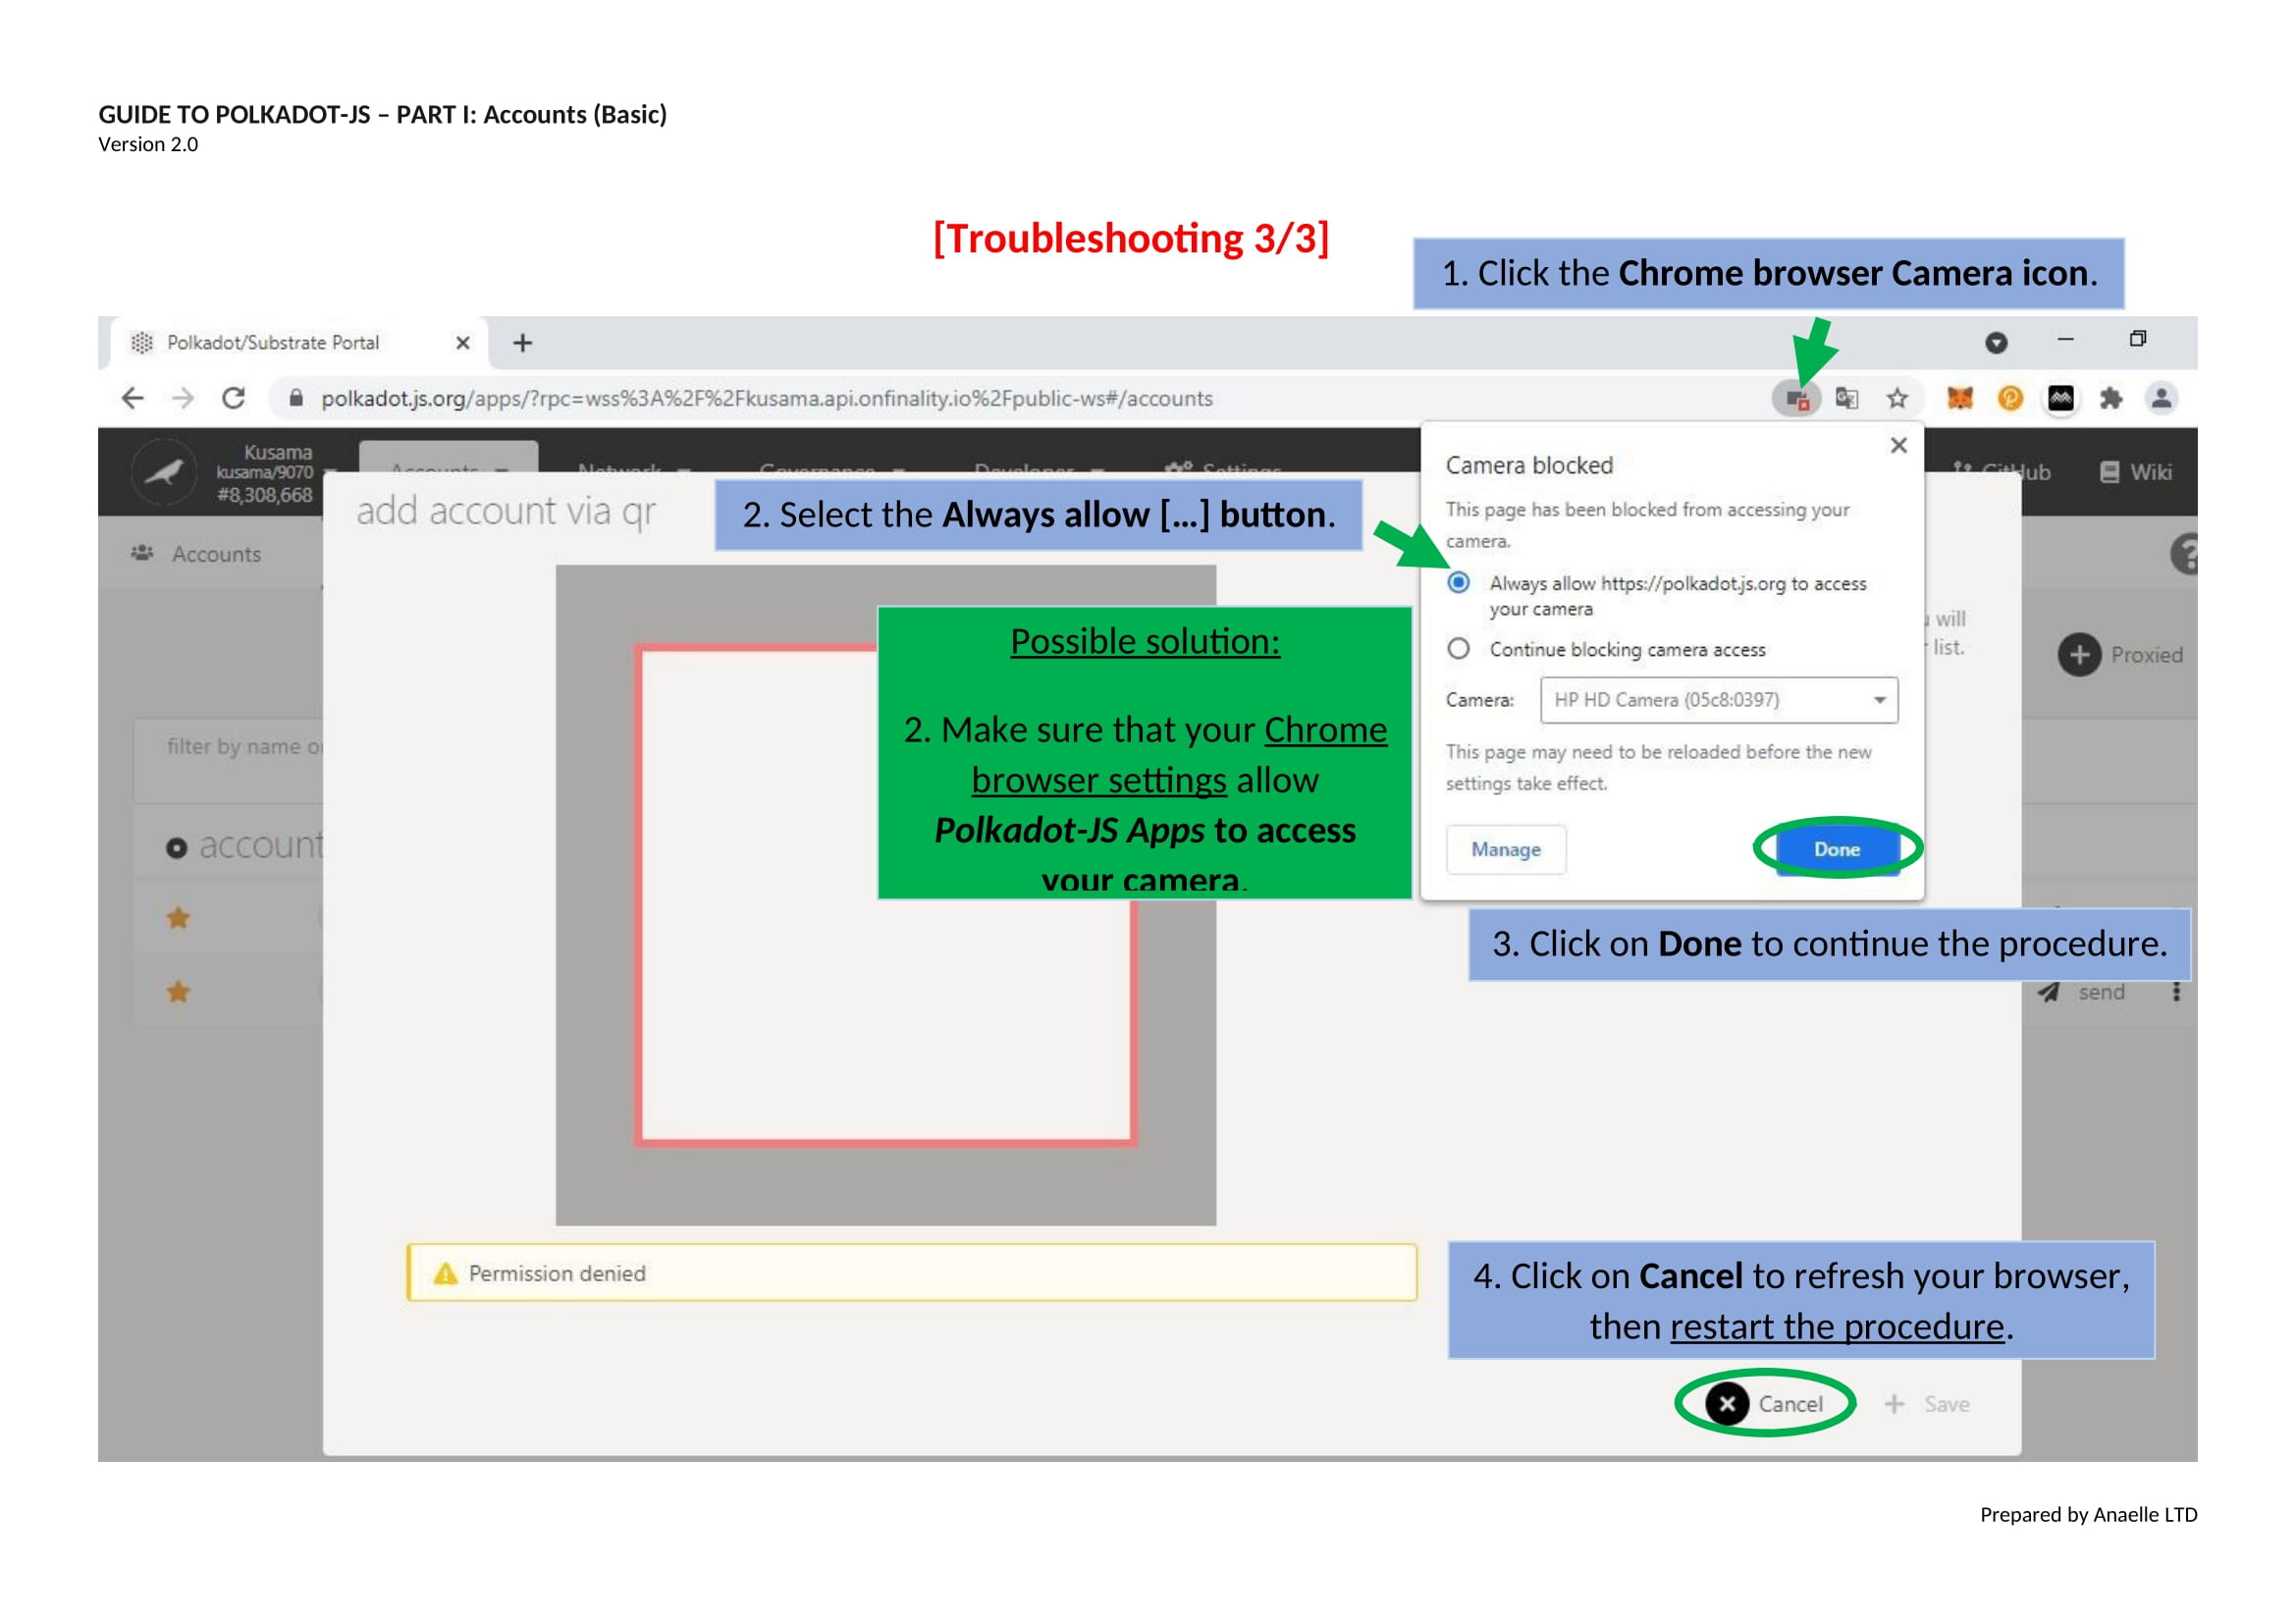 GUIDE TO POLKADOT-JS – PART I: Accounts (Basic)
Version 2.0
[Troubleshooting 3/3]
1. Click the Chrome browser Camera icon.
Polkadot/Substrate Portal
polkadot.js.org/apps/?rpc=wss%3A%2F%2Fkusama.api.onfinality.io%2Fpublic-ws#/accounts
Kusama
kusama/9070
#8,308,668
Accounts
Network
Governance
Developer
Settings
GitHub
Wiki
add account via qr
2. Select the Always allow […] button.
Camera blocked
This page has been blocked from accessing your
camera.
Always allow https://polkadot.js.org to access
your camera
Continue blocking camera access
Camera: HP HD Camera (05c8:0397)
This page may need to be reloaded before the new
settings take effect.
Manage
Done
Accounts
will
list.
Proxied
Possible solution:
2. Make sure that your Chrome
browser settings allow
Polkadot-JS Apps to access
your camera.
filter by name o
account
3. Click on Done to continue the procedure.
send
Permission denied
4. Click on Cancel to refresh your browser,
then restart the procedure.
Cancel
Save
Prepared by Anaelle LTD